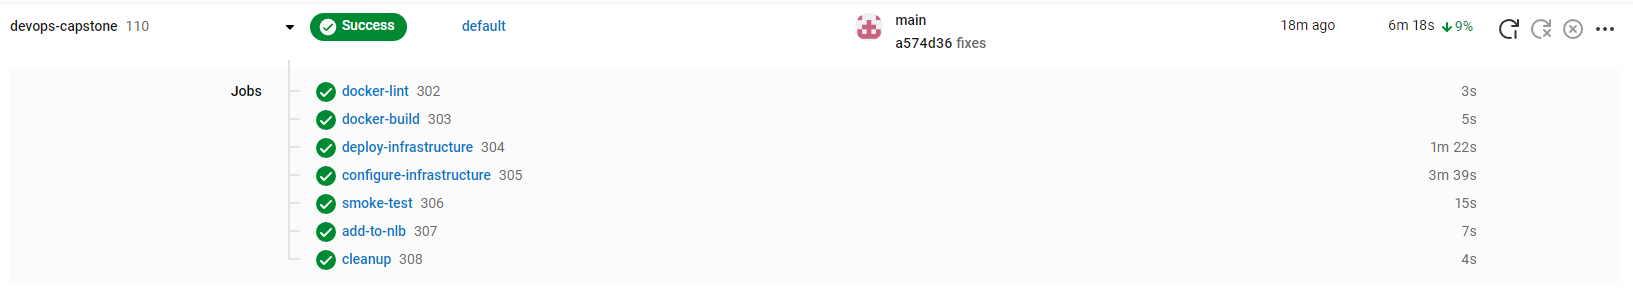 devops-capstone 110 Success default main 18m ago 6m 18s 9%
a574d36 fixes
Jobs docker-lint 302 3s
docker-build 303 5s
deploy-infrastructure 304 1m 22s
configure-infrastructure 305 3m 39s
smoke-test 306 15s
add-to-nlb 307 7s
cleanup 308 4s